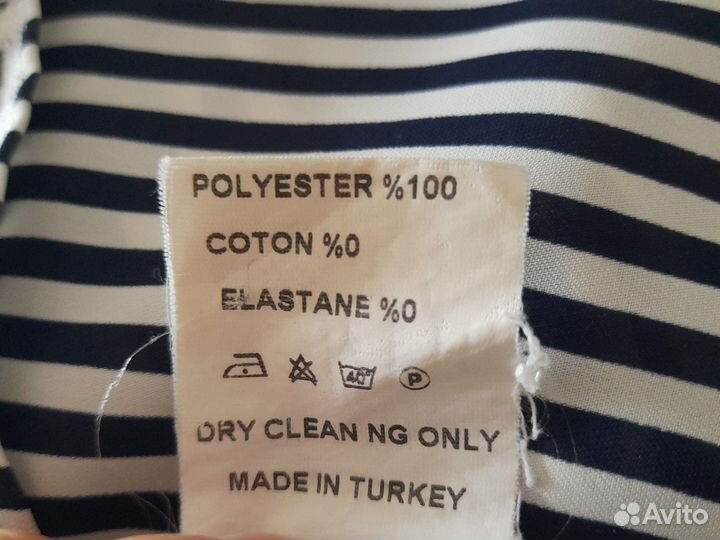 POLYESTER %100
COTON %0
ELASTANE %0
40° P
DRY CLEAN NG ONLY
MADE IN TURKEY
Avito